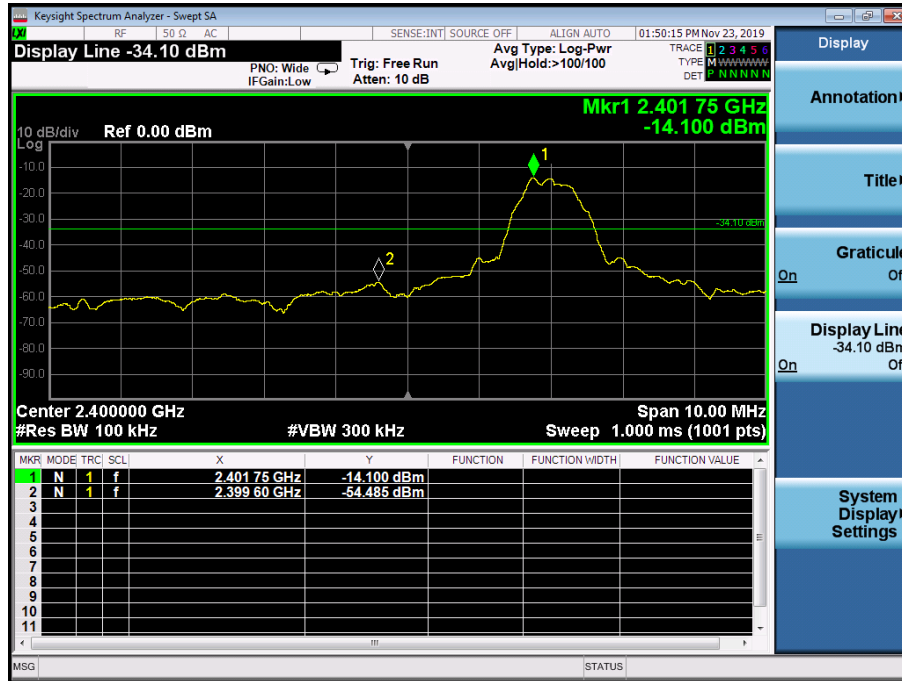 Keysight Spectrum Analyzer - Swept SA
LXI RF 50 Ω AC SENSE:INT SOURCE OFF ALIGN AUTO 01:50:15 PM Nov 23, 2019
Display Line -34.10 dBm
PNO: Wide
IFGain:Low
Trig: Free Run
Atten: 10 dB
Avg Type: Log-Pwr
Avg|Hold:>100/100
TRACE 1 2 3 4 5 6
TYPE M WWWWW
DET P N N N N N
Mkr1 2.401 75 GHz
-14.100 dBm
10 dB/div Ref 0.00 dBm
Log
1
-10.0
-20.0
-30.0
-34.10 dBm
-40.0
2
-50.0
-60.0
-70.0
-80.0
-90.0
Center 2.400000 GHz Span 10.00 MHz
#Res BW 100 kHz #VBW 300 kHz Sweep 1.000 ms (1001 pts)
MKR MODE TRC SCL X Y FUNCTION FUNCTION WIDTH FUNCTION VALUE
1 N 1 f 2.401 75 GHz -14.100 dBm
2 N 1 f 2.399 60 GHz -54.485 dBm
3
4
5
6
7
8
9
10
11
MSG STATUS
Display
Annotation
Title
Graticule
On Of
Display Line
-34.10 dBm
On Of
System
Display
Settings